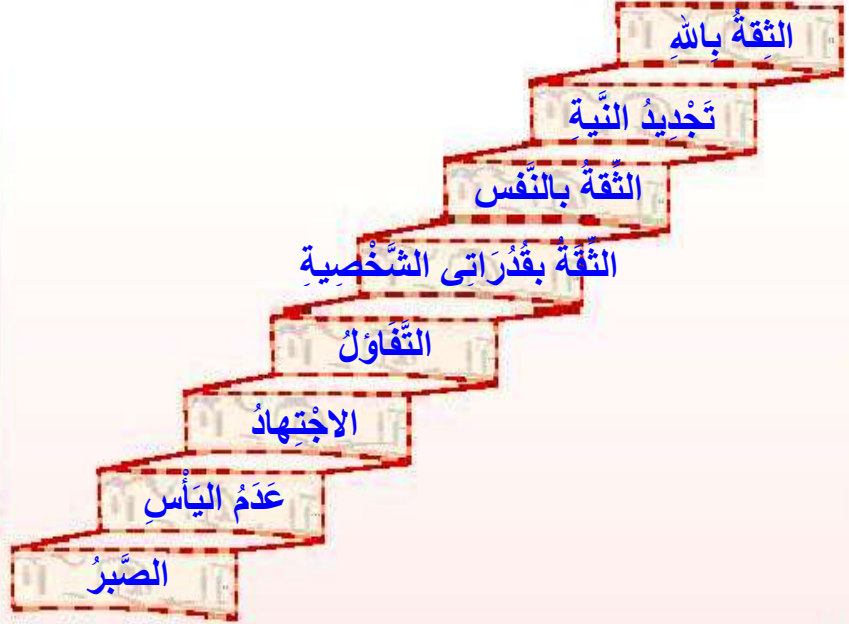 الثِقةُ بِاللهِ
تَجْدِيدُ النَّيةِ
الثِّقةُ بالنَّفس
الثِّقَةُ بقُدُرَاتِى الشَّخْصِيةِ
التَّفَاؤلُ
الاجْتِهادُ
عَدَمُ اليَأْسِ
الصَّبرُ